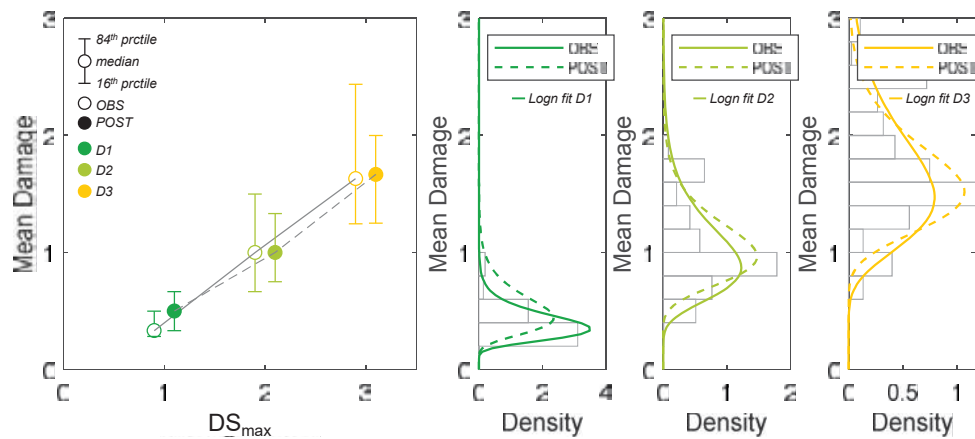 84th prctile
median
16th prctile
OBS
POST
D1
D2
D3
Mean Damage
3
2
1
0
0 1 2 3
DSmax
OBS
POST
Logn fit D1
Mean Damage
3
2
1
0
0 2 4
Density
OBS
POST
Logn fit D2
Mean Damage
3
2
1
0
0 1 2
Density
OBS
POST
Logn fit D3
Mean Damage
3
2
1
0
0 0.5 1
Density